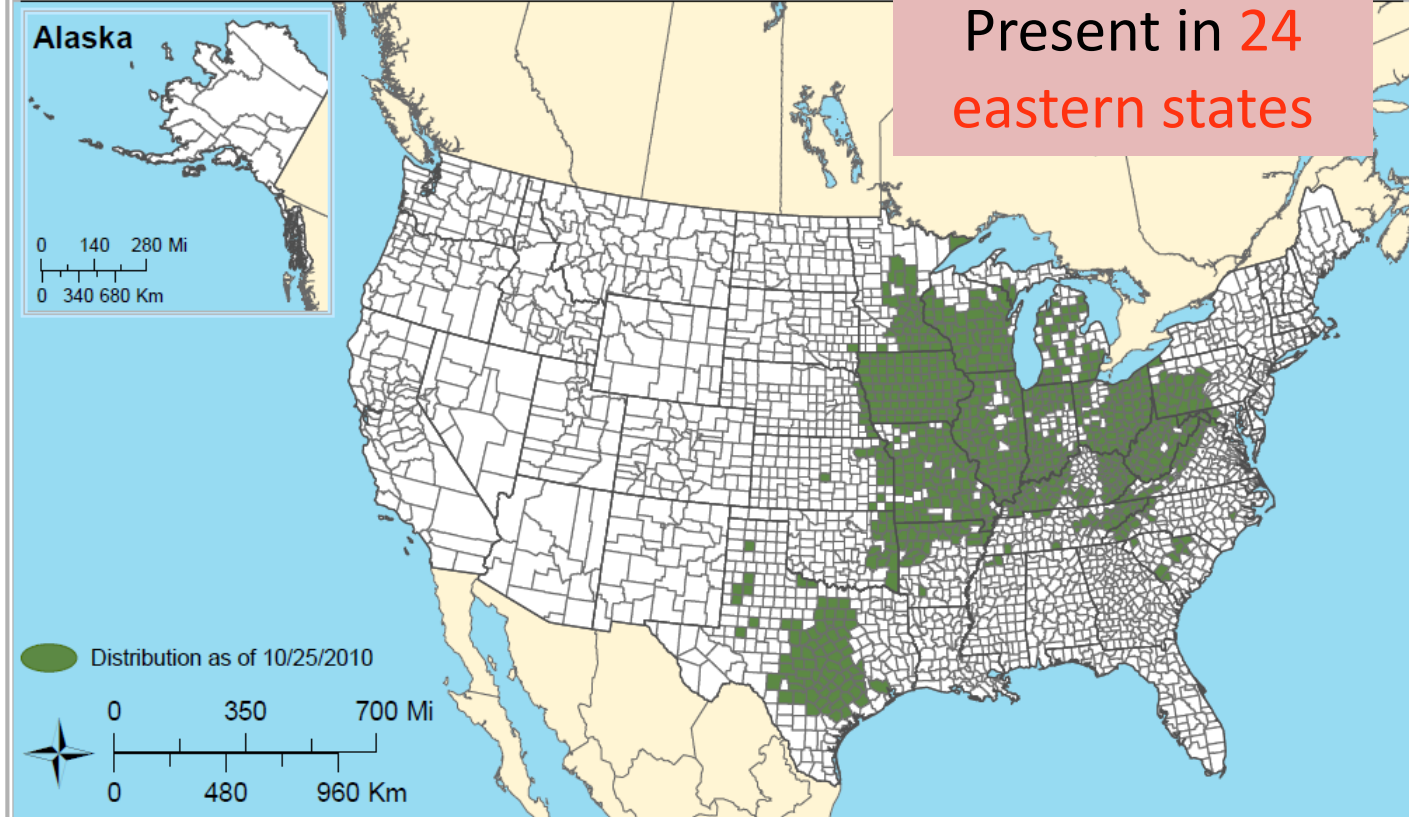 Present in 24
eastern states
Alaska
0 140 280 Mi
0 340 680 Km
Distribution as of 10/25/2010
0 350 700 Mi
0 480 960 Km